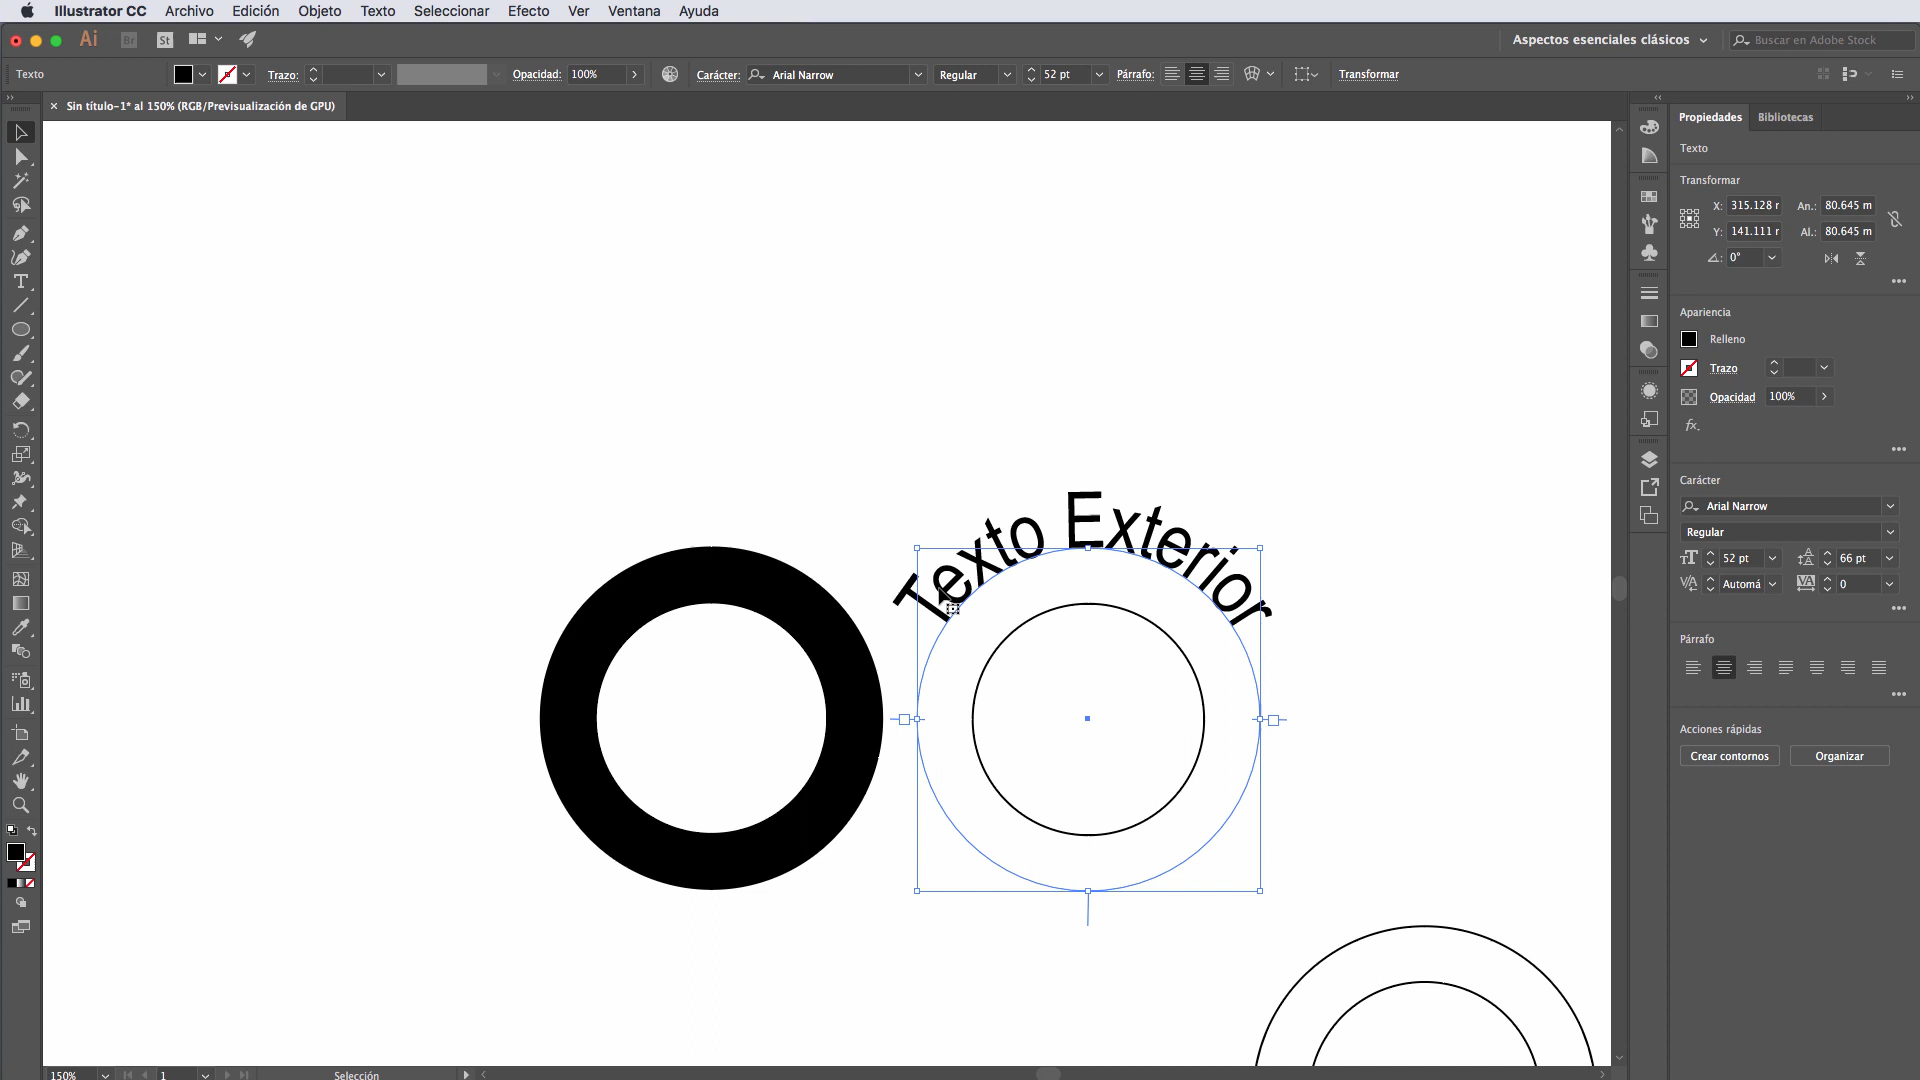 Illustrator CC Archivo Edición Objeto Texto Seleccionar Efecto Ver Ventana Ayuda
Ai Br St Aspectos esenciales clásicos Buscar en Adobe Stock
Texto Trazo: Opacidad: 100% Carácter: Arial Narrow Regular 52 pt Párrafo: Transformar
Sin título-1* al 150% (RGB/Previsualización de GPU)
Propiedades Bibliotecas
Texto
Transformar
X: 315.128 r An.: 80.645 m
Y: 141.111 r Al.: 80.645 m
0°
Apariencia
Relleno
Trazo
Opacidad 100%
fx.
Carácter
Arial Narrow
Regular
52 pt 66 pt
Automá 0
Párrafo
Acciones rápidas
Crear contornos Organizar
Texto Exterior
150% 1 Selección